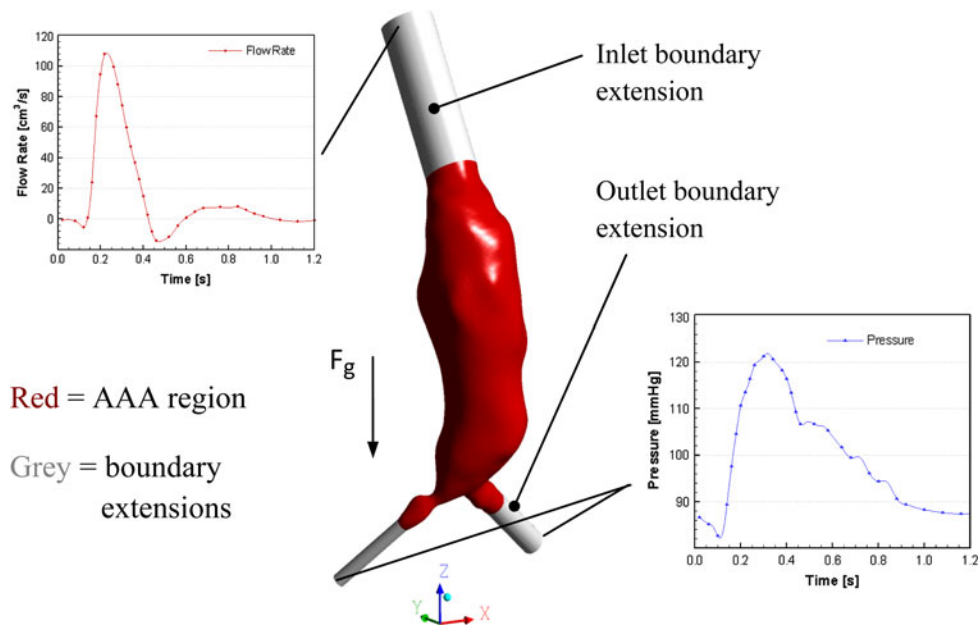 120
100
80
60
40
20
0
Flow Rate [cm³/s]
Flow Rate
0.0 0.2 0.4 0.6 0.8 1.0 1.2
Time [s]
Inlet boundary
extension
Outlet boundary
extension
Fg
Red = AAA region
Grey = boundary
extensions
130
120
110
100
90
Pressure [mmHg]
Pressure
0.0 0.2 0.4 0.6 0.8 1.0 1.2
Time [s]
Z
Y
X